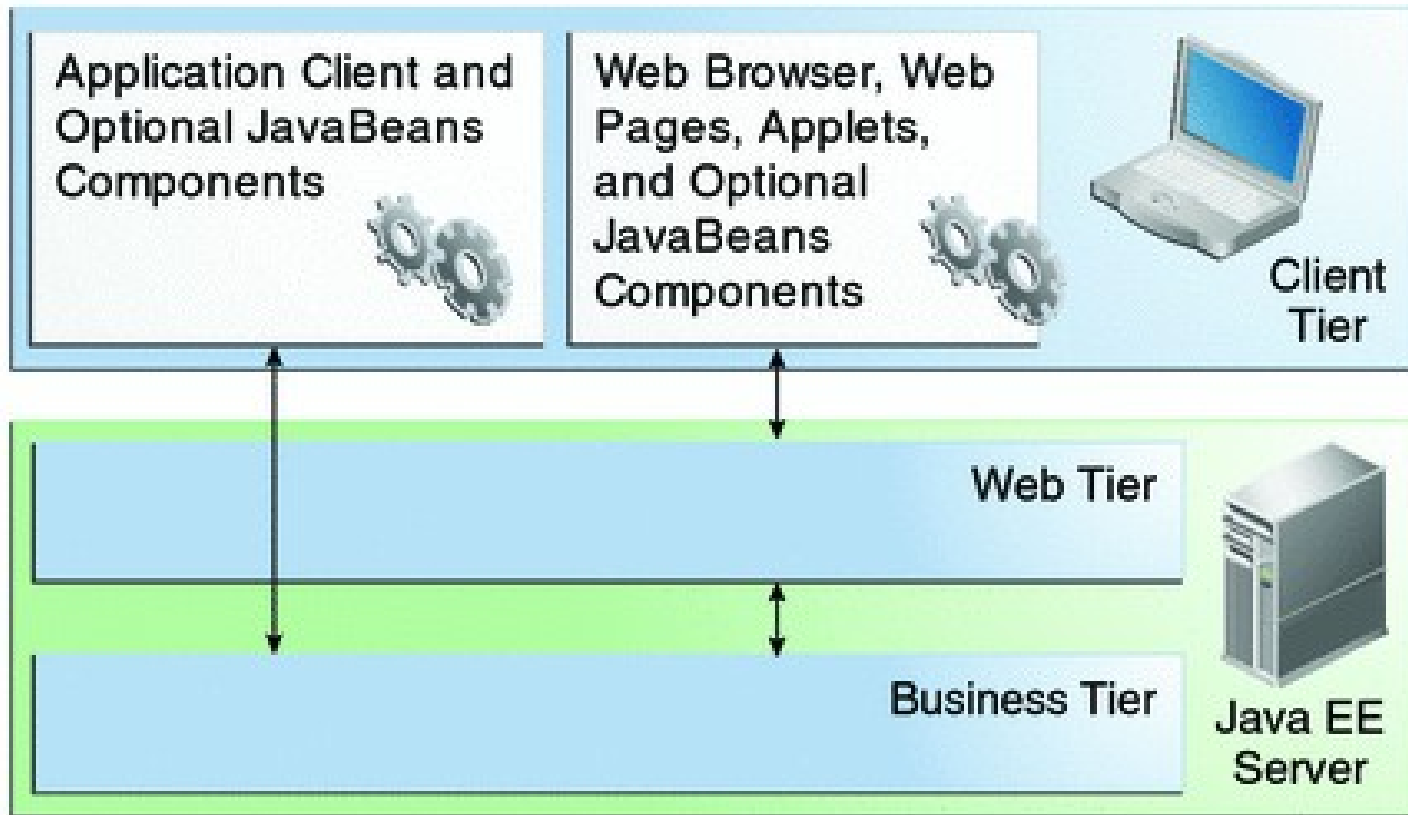 Application Client and
Optional JavaBeans
Components
Web Browser, Web
Pages, Applets,
and Optional
JavaBeans
Components
Client
Tier
Web Tier
Business Tier
Java EE
Server